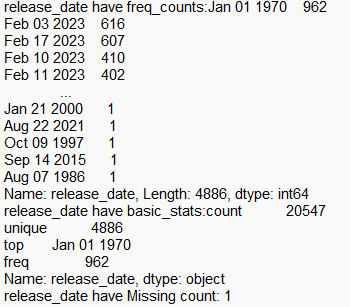 release_date have freq_counts:Jan 01 1970    962
Feb 03 2023    616
Feb 17 2023    607
Feb 10 2023    410
Feb 11 2023    402
...
Jan 21 2000    1
Aug 22 2021    1
Oct 09 1997    1
Sep 14 2015    1
Aug 07 1986    1
Name: release_date, Length: 4886, dtype: int64
release_date have basic_stats:count    20547
unique    4886
top    Jan 01 1970
freq    962
Name: release_date, dtype: object
release_date have Missing count: 1